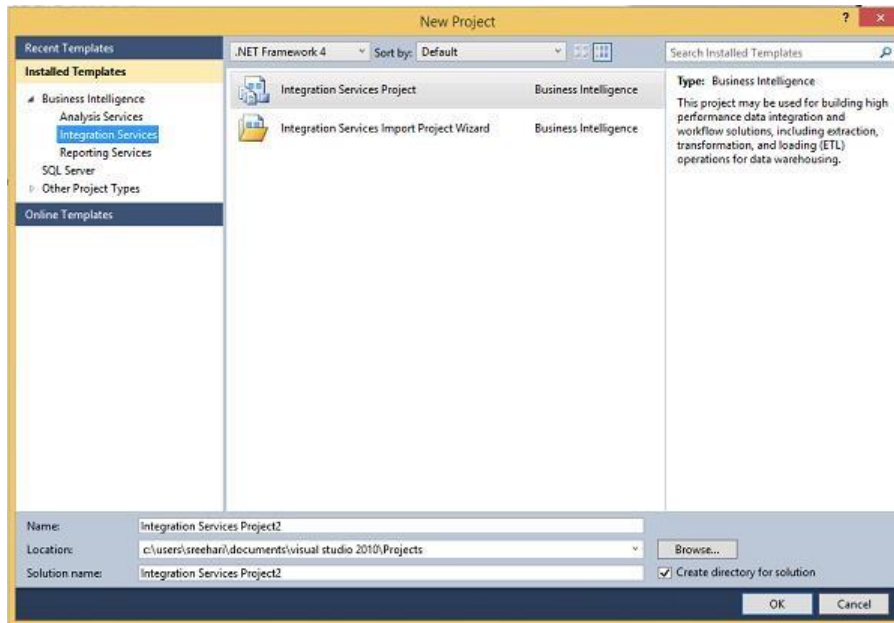 New Project
? ×
Recent Templates
Installed Templates
Business Intelligence
Analysis Services
Integration Services
Reporting Services
SQL Server
Other Project Types
Online Templates
.NET Framework 4 Sort by: Default
Integration Services Project Business Intelligence
Integration Services Import Project Wizard Business Intelligence
Search Installed Templates
Type: Business Intelligence
This project may be used for building high
performance data integration and
workflow solutions, including extraction,
transformation, and loading (ETL)
operations for data warehousing.
Name: Integration Services Project2
Location: c:\users\sreehari\documents\visual studio 2010\Projects Browse...
Solution name: Integration Services Project2 Create directory for solution
OK Cancel